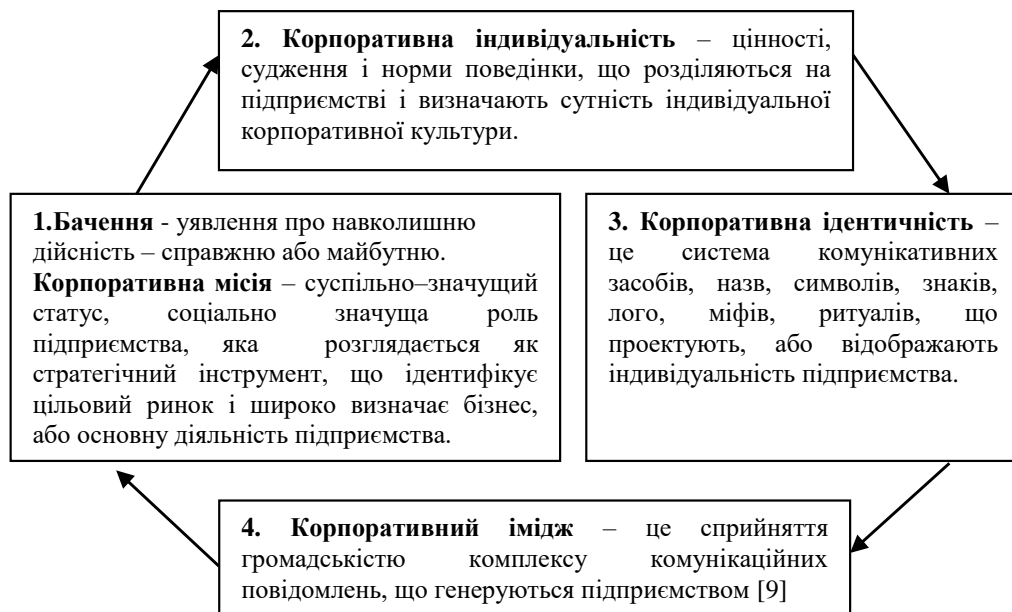 2. Корпоративна індивідуальність – цінності,
судження і норми поведінки, що розділяються на
підприємстві і визначають сутність індивідуальної
корпоративної культури.
1.Бачення - уявлення про навколишню
дійсність – справжню або майбутню.
Корпоративна місія – суспільно–значущий
статус, соціально значуща роль
підприємства, яка розглядається як
стратегічний інструмент, що ідентифікує
цільовий ринок і широко визначає бізнес,
або основну діяльність підприємства.
3. Корпоративна ідентичність –
це система комунікативних
засобів, назв, символів, знаків,
лого, міфів, ритуалів, що
проектують, або відображають
індивідуальність підприємства.
4. Корпоративний імідж – це сприйняття
громадськістю комплексу комунікаційних
повідомлень, що генеруються підприємством [9]